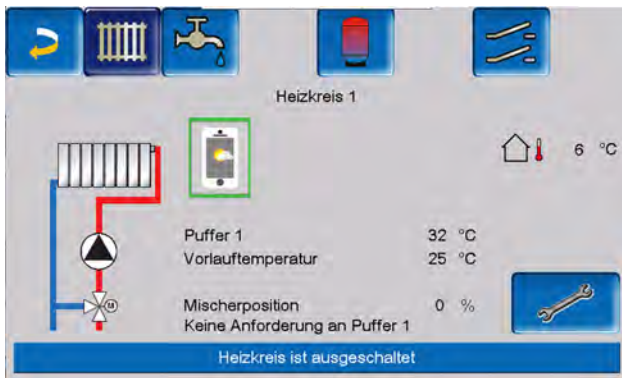 Heizkreis 1
6 °C
Puffer 1 32 °C
Vorlauftemperatur 25 °C
M
Mischerposition 0 %
Keine Anforderung an Puffer 1
Heizkreis ist ausgeschaltet